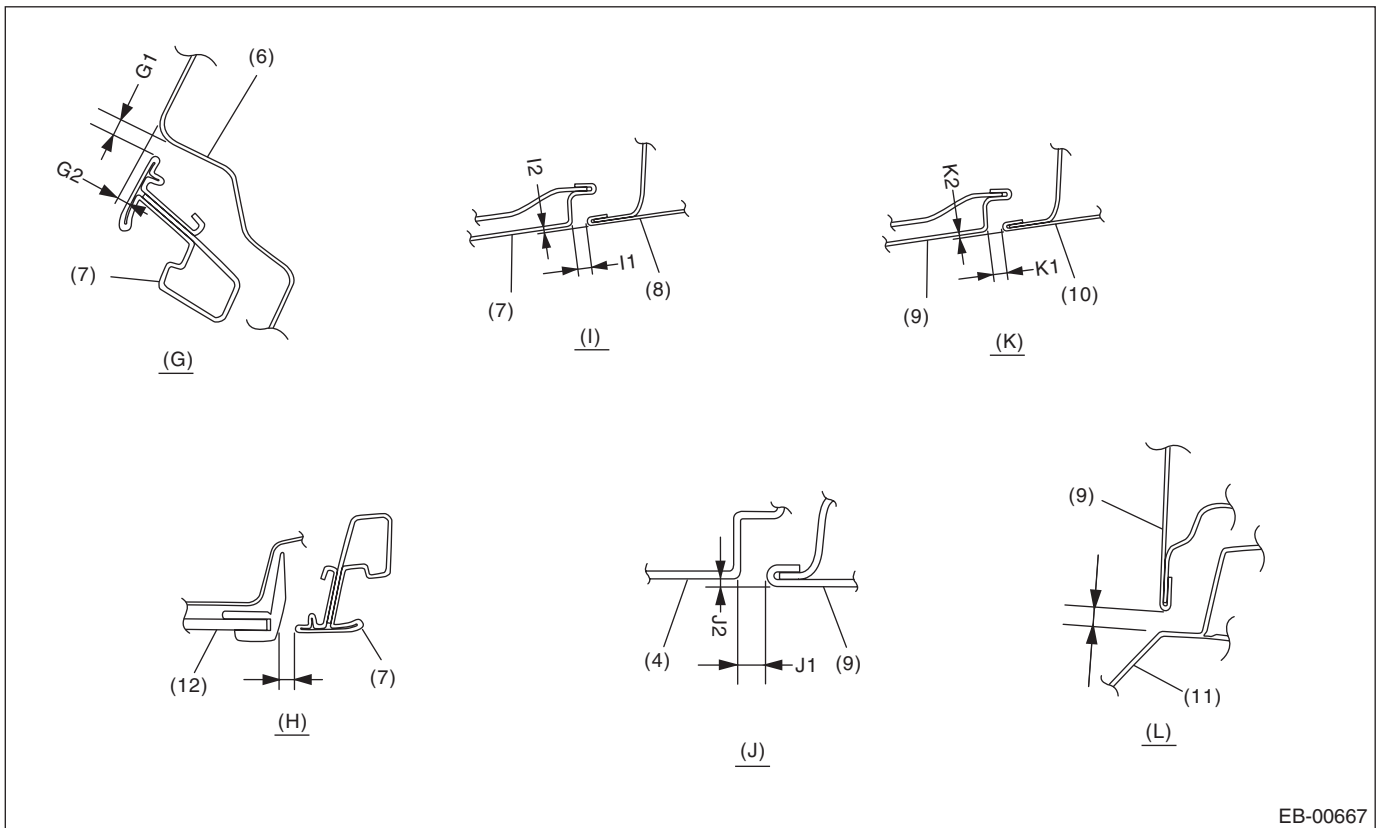 G1
(6)
G2
(7)
(G)
I2
I1
(7)
(8)
(I)
K2
K1
(9)
(10)
(K)
(12)
(7)
(H)
J2
J1
(4)
(9)
(J)
(9)
(11)
(L)
EB-00667